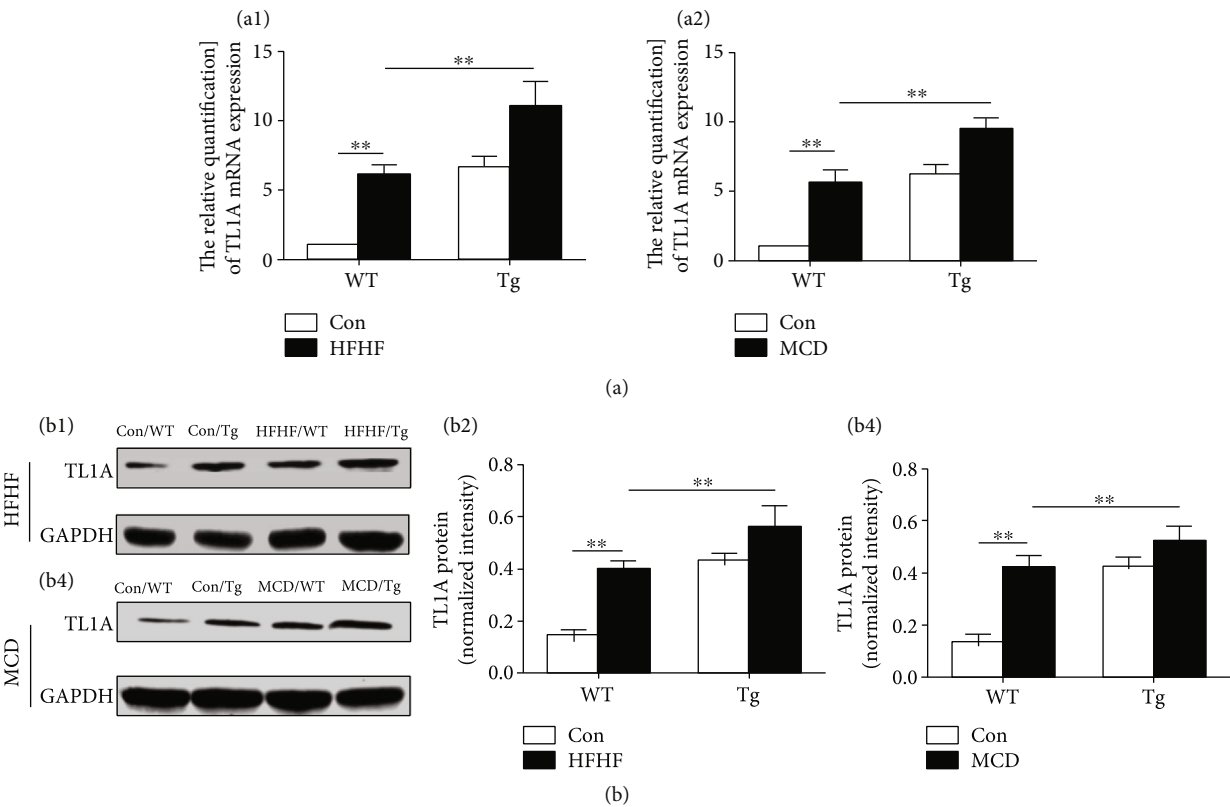 (a1)
The relative quantification]
of TL1A mRNA expression
15
10
5
0
**
**
WT
Tg
Con
HFHF
(a2)
The relative quantification]
of TL1A mRNA expression
15
10
5
0
**
**
WT
Tg
Con
MCD
(a)
(b1)
Con/WT Con/Tg HFHF/WT HFHF/Tg
HFHF
TL1A
GAPDH
(b4)
Con/WT Con/Tg MCD/WT MCD/Tg
MCD
TL1A
GAPDH
(b2)
TL1A protein
(normalized intensity)
0.8
0.6
0.4
0.2
0.0
**
**
WT
Tg
Con
HFHF
(b4)
TL1A protein
(normalized intensity)
0.8
0.6
0.4
0.2
0.0
**
**
WT
Tg
Con
MCD
(b)